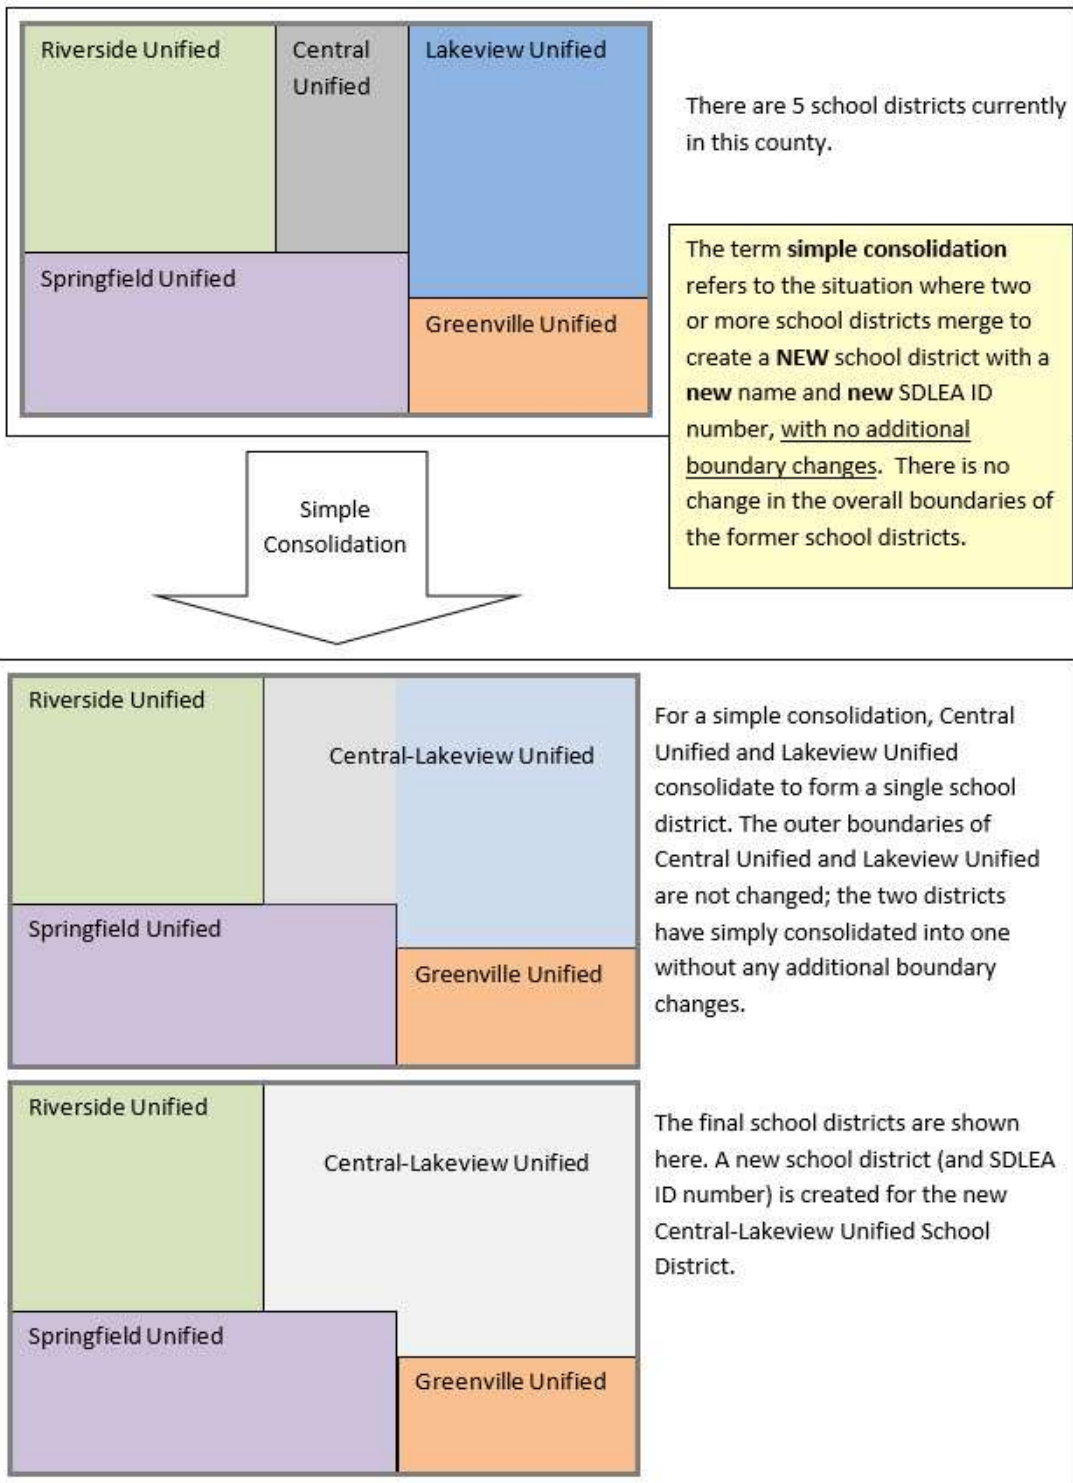 Riverside Unified
Central
Unified
Lakeview Unified
Springfield Unified
Greenville Unified
There are 5 school districts currently
in this county.
The term simple consolidation
refers to the situation where two
or more school districts merge to
create a NEW school district with a
new name and new SDLEA ID
number, with no additional
boundary changes.  There is no
change in the overall boundaries of
the former school districts.
Simple
Consolidation
Riverside Unified
Central-Lakeview Unified
Springfield Unified
Greenville Unified
For a simple consolidation, Central
Unified and Lakeview Unified
consolidate to form a single school
district. The outer boundaries of
Central Unified and Lakeview Unified
are not changed; the two districts
have simply consolidated into one
without any additional boundary
changes.
Riverside Unified
Central-Lakeview Unified
Springfield Unified
Greenville Unified
The final school districts are shown
here. A new school district (and SDLEA
ID number) is created for the new
Central-Lakeview Unified School
District.